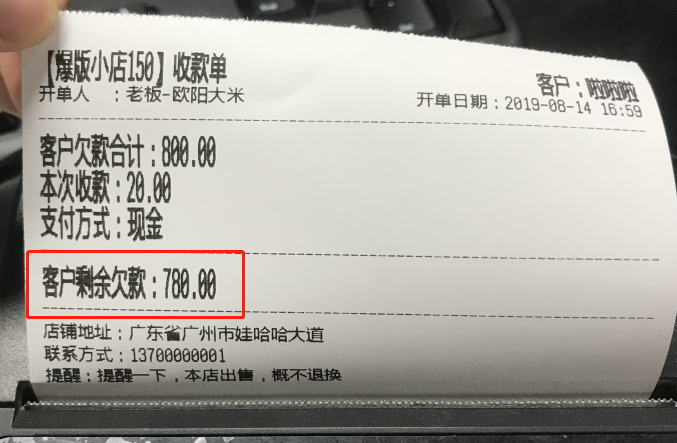 【爆版小店150】收款单
客户：啦啦啦
开单人　：老板-欧阳大米
开单日期：2019-08-14 16:59
客户欠款合计：800.00
本次收款：20.00
支付方式：现金
客户剩余欠款：780.00
店铺地址：广东省广州市娃哈哈大道
联系方式：13700000001
提醒：提醒一下，本店出售，概不退换